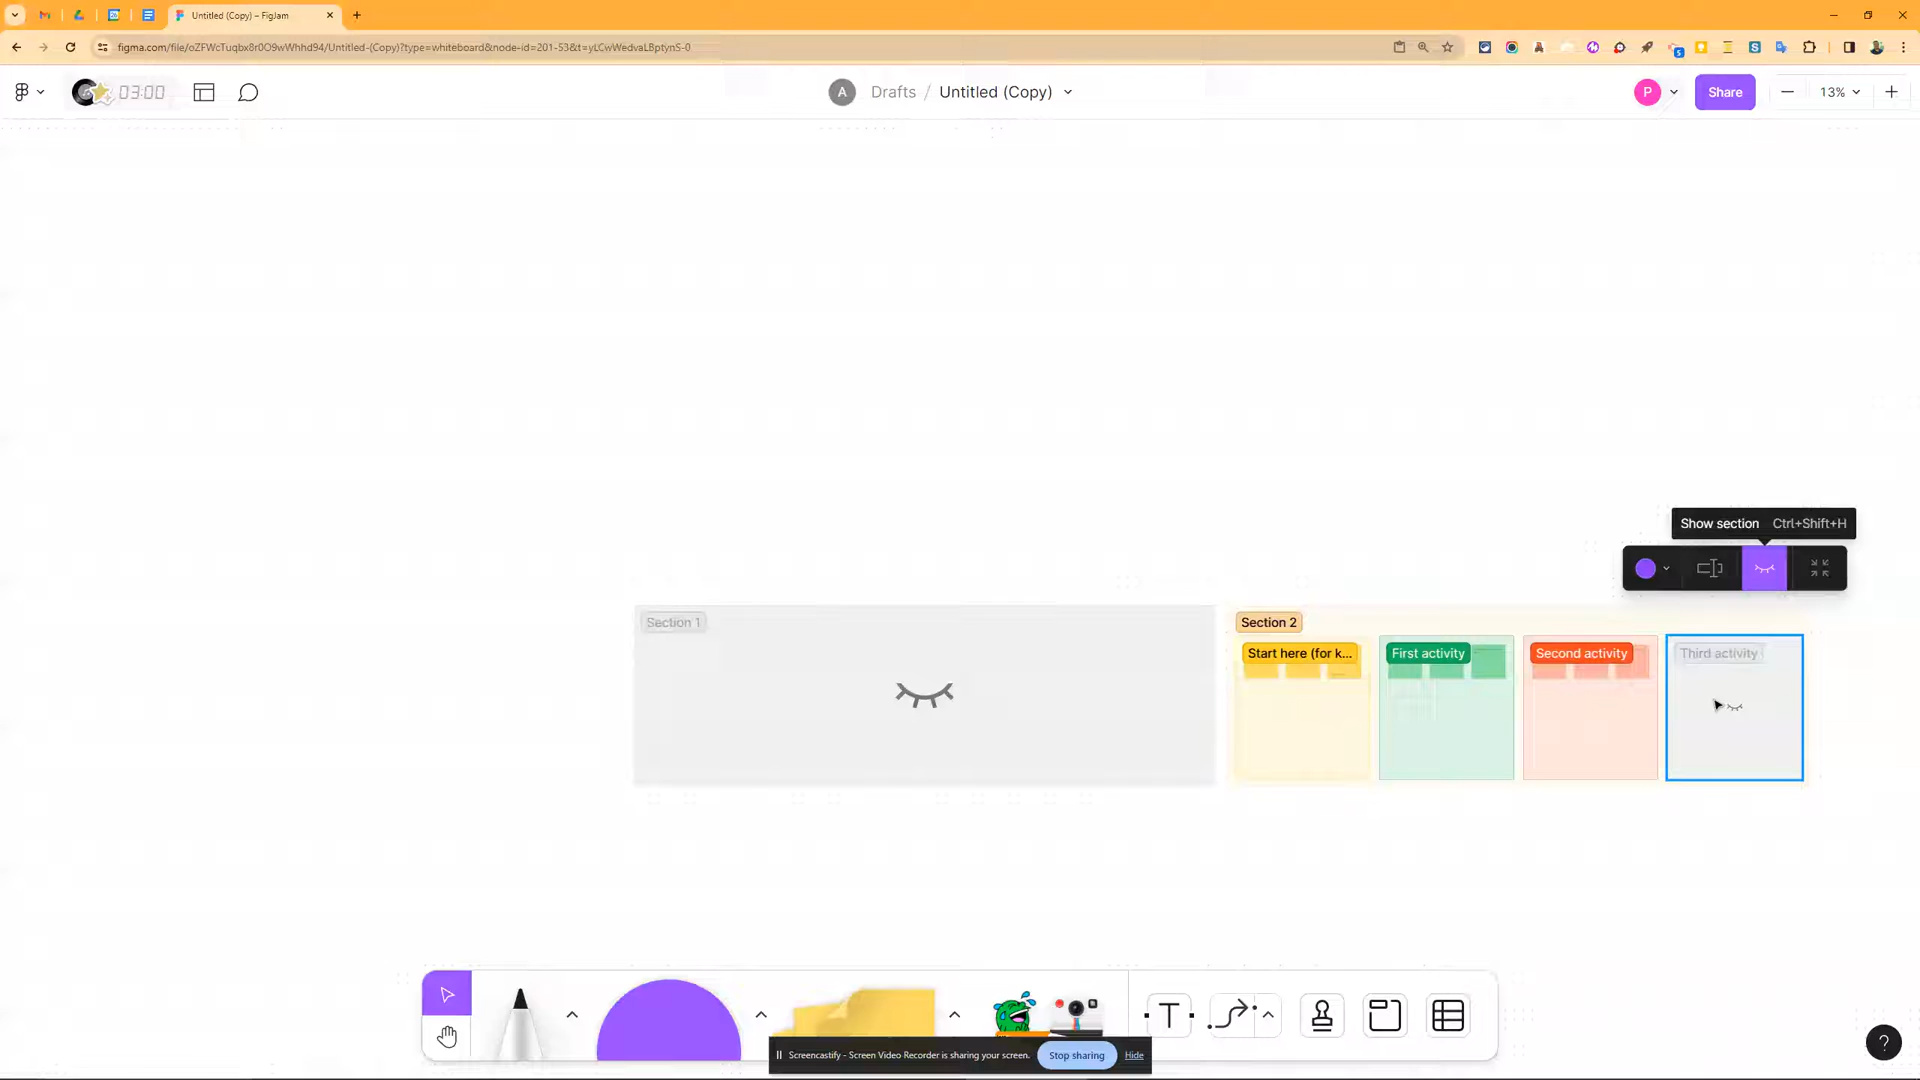 Untitled (Copy) – FigJam
figma.com/file/oZFWcTuqbx8r0O9wWhhd94/Untitled-(Copy)?type=whiteboard&node-id=201-53&t=yLCwWedvaLBptynS-0
03:00
A
Drafts / Untitled (Copy)
P
Share
13%
Show section Ctrl+Shift+H
Section 1
Section 2
Start here (for k...
First activity
Second activity
Third activity
T
Screencastify - Screen Video Recorder is sharing your screen.
Stop sharing
Hide
?